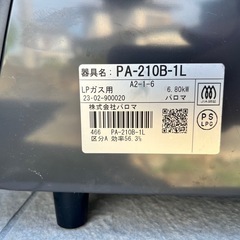 器具名: PA-210B-1L
A2-1-6
LPガス用 6.80kW
23·02-900020 パロマ
株式会社パロマ
466 PA-210B-1L
区分A 効率56.3%
PS
LPG